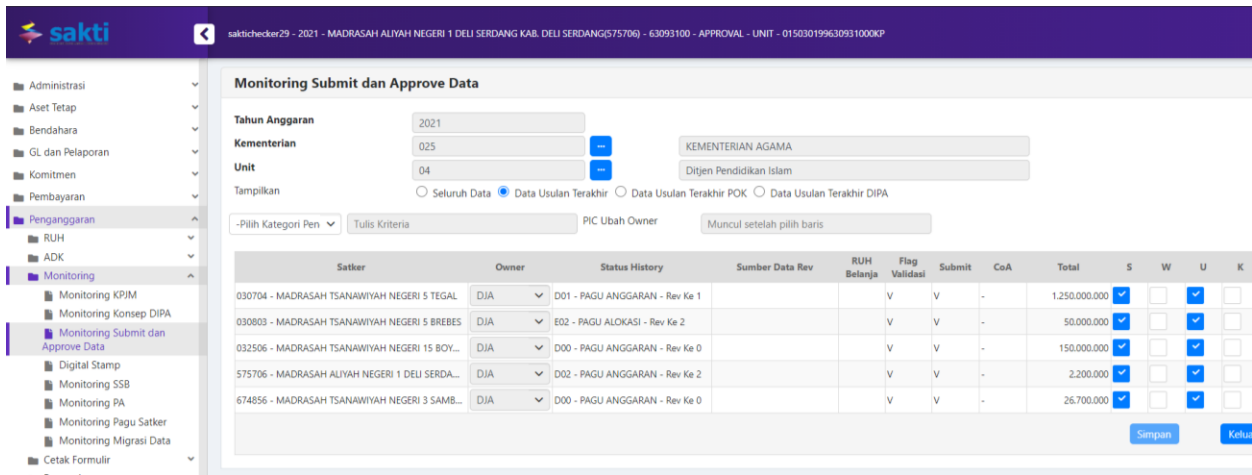 sakti
saktichecker29 - 2021 - MADRASAH ALIYAH NEGERI 1 DELI SERDANG KAB. DELI SERDANG(575706) - 63093100 - APPROVAL - UNIT - 015030199630931000KP
Administrasi
Aset Tetap
Bendahara
GL dan Pelaporan
Komitmen
Pembayaran
Penganggaran
RUH
ADK
Monitoring
Monitoring KPJM
Monitoring Konsep DIPA
Monitoring Submit dan
Approve Data
Digital Stamp
Monitoring SSB
Monitoring PA
Monitoring Pagu Satker
Monitoring Migrasi Data
Cetak Formulir
Monitoring Submit dan Approve Data
Tahun Anggaran 2021
Kementerian 025 ... KEMENTERIAN AGAMA
Unit 04 ... Ditjen Pendidikan Islam
Tampilkan Seluruh Data Data Usulan Terakhir Data Usulan Terakhir POK Data Usulan Terakhir DIPA
-Pilih Kategori Pen Tulis Kriteria PIC Ubah Owner Muncul setelah pilih baris
Satker Owner Status History Sumber Data Rev RUH Belanja Flag Validasi Submit CoA Total S W U K
030704 - MADRASAH TSANAWIYAH NEGERI 5 TEGAL DJA D01 - PAGU ANGGARAN - Rev Ke 1 V V - 1.250.000.000
030803 - MADRASAH TSANAWIYAH NEGERI 5 BREBES DJA E02 - PAGU ALOKASI - Rev Ke 2 V V - 50.000.000
032506 - MADRASAH TSANAWIYAH NEGERI 15 BOY... DJA D00 - PAGU ANGGARAN - Rev Ke 0 V V - 150.000.000
575706 - MADRASAH ALIYAH NEGERI 1 DELI SERDA... DJA D02 - PAGU ANGGARAN - Rev Ke 2 V V - 2.200.000
674856 - MADRASAH TSANAWIYAH NEGERI 3 SAMB... DJA D00 - PAGU ANGGARAN - Rev Ke 0 V V - 26.700.000
Simpan Kelua